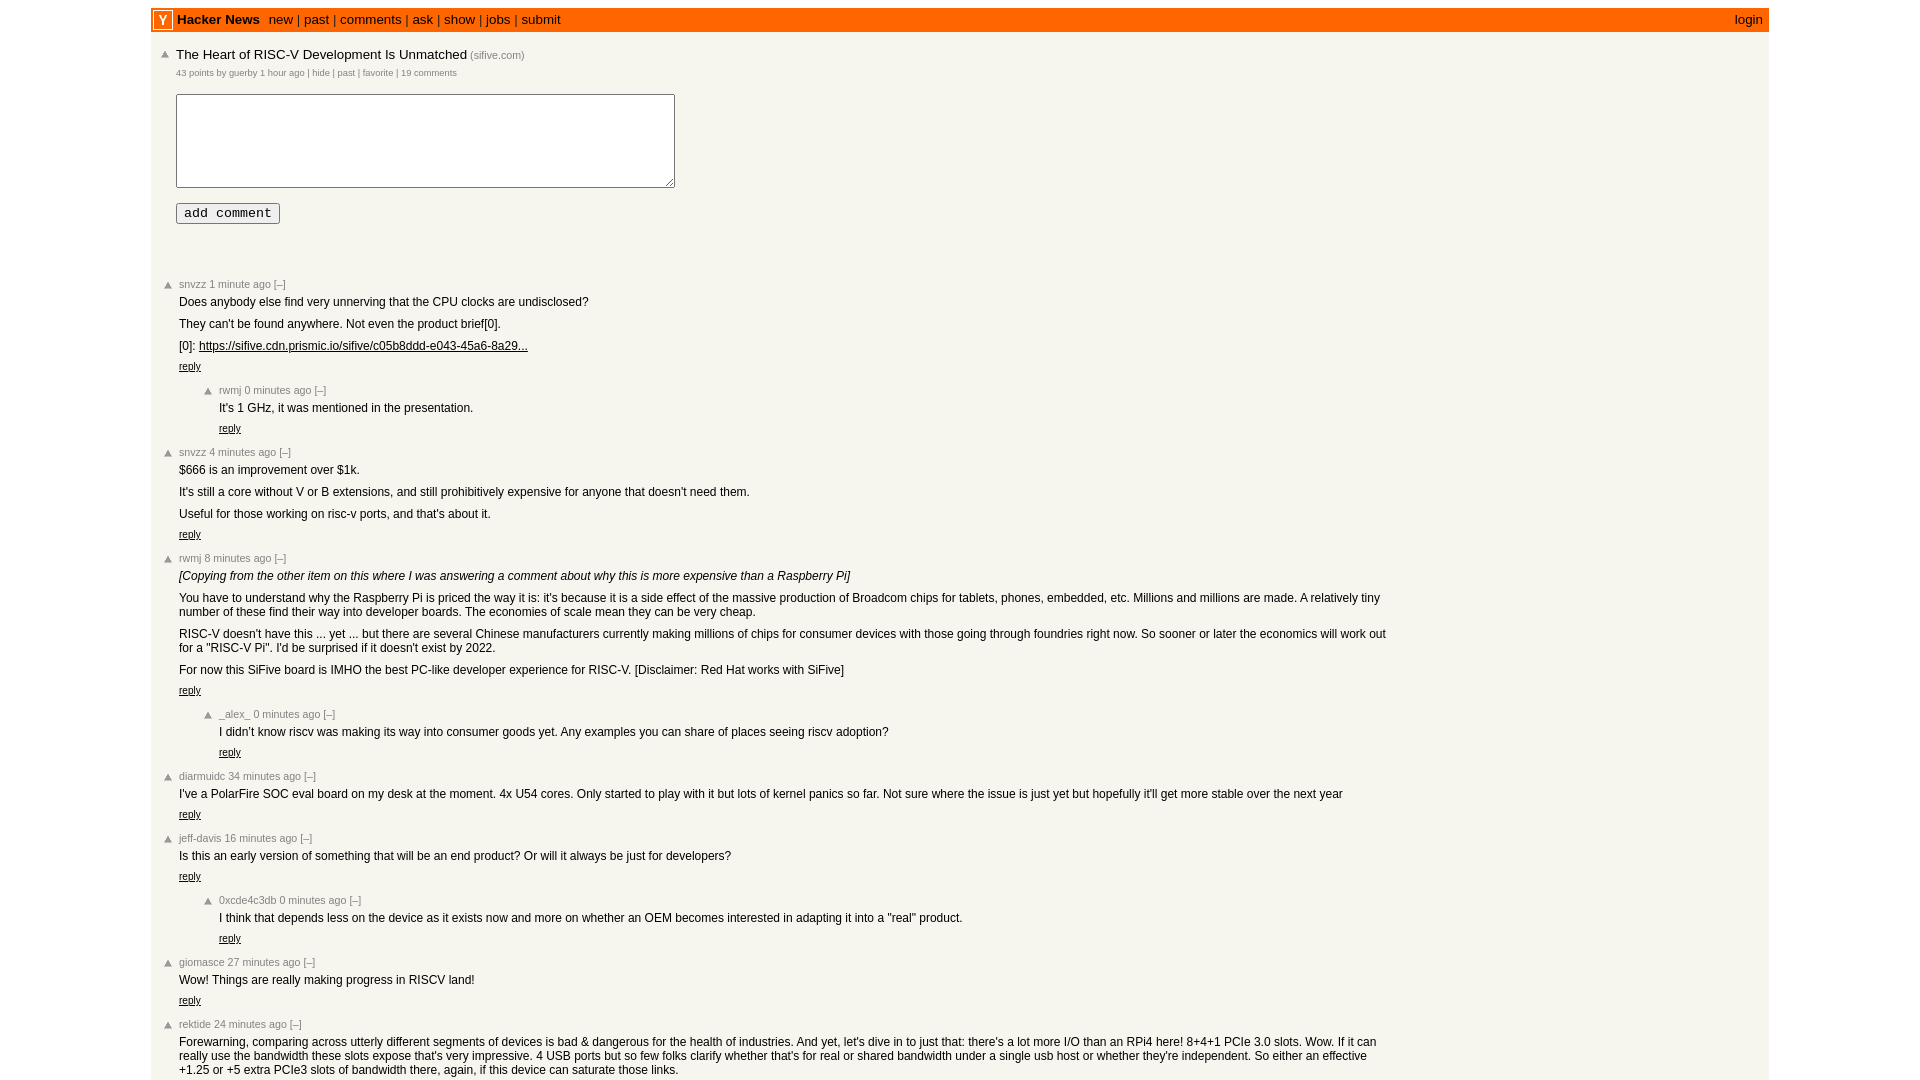 Y Hacker News new | past | comments | ask | show | jobs | submit login
The Heart of RISC-V Development Is Unmatched (sifive.com)
43 points by guerby 1 hour ago | hide | past | favorite | 19 comments
add comment
snvzz 1 minute ago [–]
Does anybody else find very unnerving that the CPU clocks are undisclosed?
They can't be found anywhere. Not even the product brief[0].
[0]: https://sifive.cdn.prismic.io/sifive/c05b8ddd-e043-45a6-8a29...
reply
rwmj 0 minutes ago [–]
It's 1 GHz, it was mentioned in the presentation.
reply
snvzz 4 minutes ago [–]
$666 is an improvement over $1k.
It's still a core without V or B extensions, and still prohibitively expensive for anyone that doesn't need them.
Useful for those working on risc-v ports, and that's about it.
reply
rwmj 8 minutes ago [–]
[Copying from the other item on this where I was answering a comment about why this is more expensive than a Raspberry Pi]
You have to understand why the Raspberry Pi is priced the way it is: it's because it is a side effect of the massive production of Broadcom chips for tablets, phones, embedded, etc. Millions and millions are made. A relatively tiny
number of these find their way into developer boards. The economies of scale mean they can be very cheap.
RISC-V doesn't have this ... yet ... but there are several Chinese manufacturers currently making millions of chips for consumer devices with those going through foundries right now. So sooner or later the economics will work out
for a "RISC-V Pi". I'd be surprised if it doesn't exist by 2022.
For now this SiFive board is IMHO the best PC-like developer experience for RISC-V. [Disclaimer: Red Hat works with SiFive]
reply
_alex_ 0 minutes ago [–]
I didn’t know riscv was making its way into consumer goods yet. Any examples you can share of places seeing riscv adoption?
reply
diarmuidc 34 minutes ago [–]
I've a PolarFire SOC eval board on my desk at the moment. 4x U54 cores. Only started to play with it but lots of kernel panics so far. Not sure where the issue is just yet but hopefully it'll get more stable over the next year
reply
jeff-davis 16 minutes ago [–]
Is this an early version of something that will be an end product? Or will it always be just for developers?
reply
0xcde4c3db 0 minutes ago [–]
I think that depends less on the device as it exists now and more on whether an OEM becomes interested in adapting it into a "real" product.
reply
giomasce 27 minutes ago [–]
Wow! Things are really making progress in RISCV land!
reply
rektide 24 minutes ago [–]
Forewarning, comparing across utterly different segments of devices is bad & dangerous for the health of industries. And yet, let's dive in to just that: there's a lot more I/O than an RPi4 here! 8+4+1 PCIe 3.0 slots. Wow. If it can
really use the bandwidth these slots expose that's very impressive. 4 USB ports but so few folks clarify whether that's for real or shared bandwidth under a single usb host or whether they're independent. So either an effective
+1.25 or +5 extra PCIe3 slots of bandwidth there, again, if this device can saturate those links.